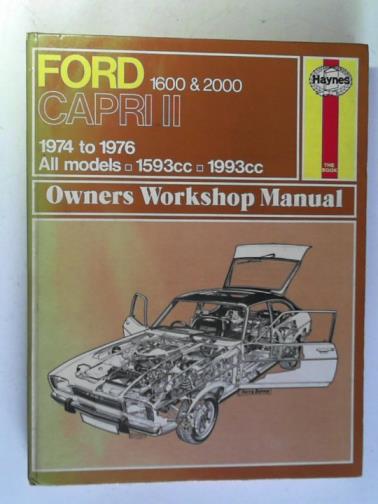 FORD 1600 & 2000
CAPRI II
Haynes
1974 to 1976
All models □ 1593cc □ 1993cc
THE
BOOK
Owners Workshop Manual